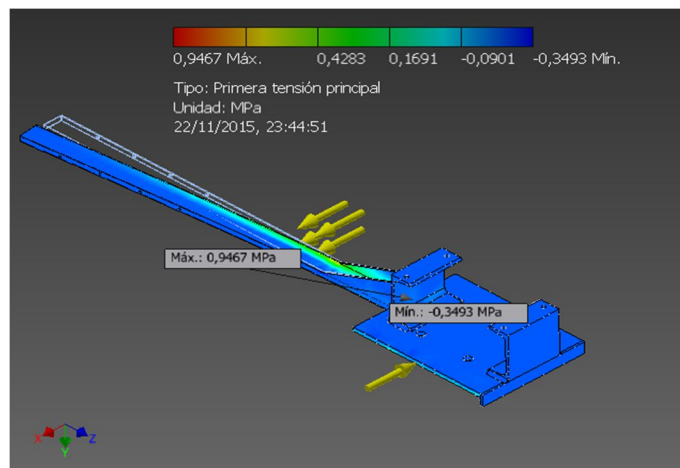 0,9467 Máx. 0,4283 0,1691 -0,0901 -0,3493 Mín.
Tipo: Primera tensión principal
Unidad: MPa
22/11/2015, 23:44:51
Máx.: 0,9467 MPa
Mín.: -0,3493 MPa
X Z
Y